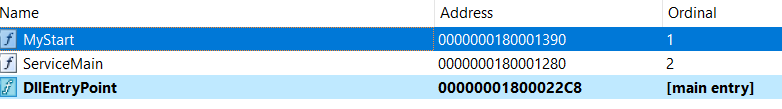 Name Address Ordinal
f MyStart 0000000180001390 1
f ServiceMain 0000000180001280 2
f DllEntryPoint 00000001800022C8 [main entry]